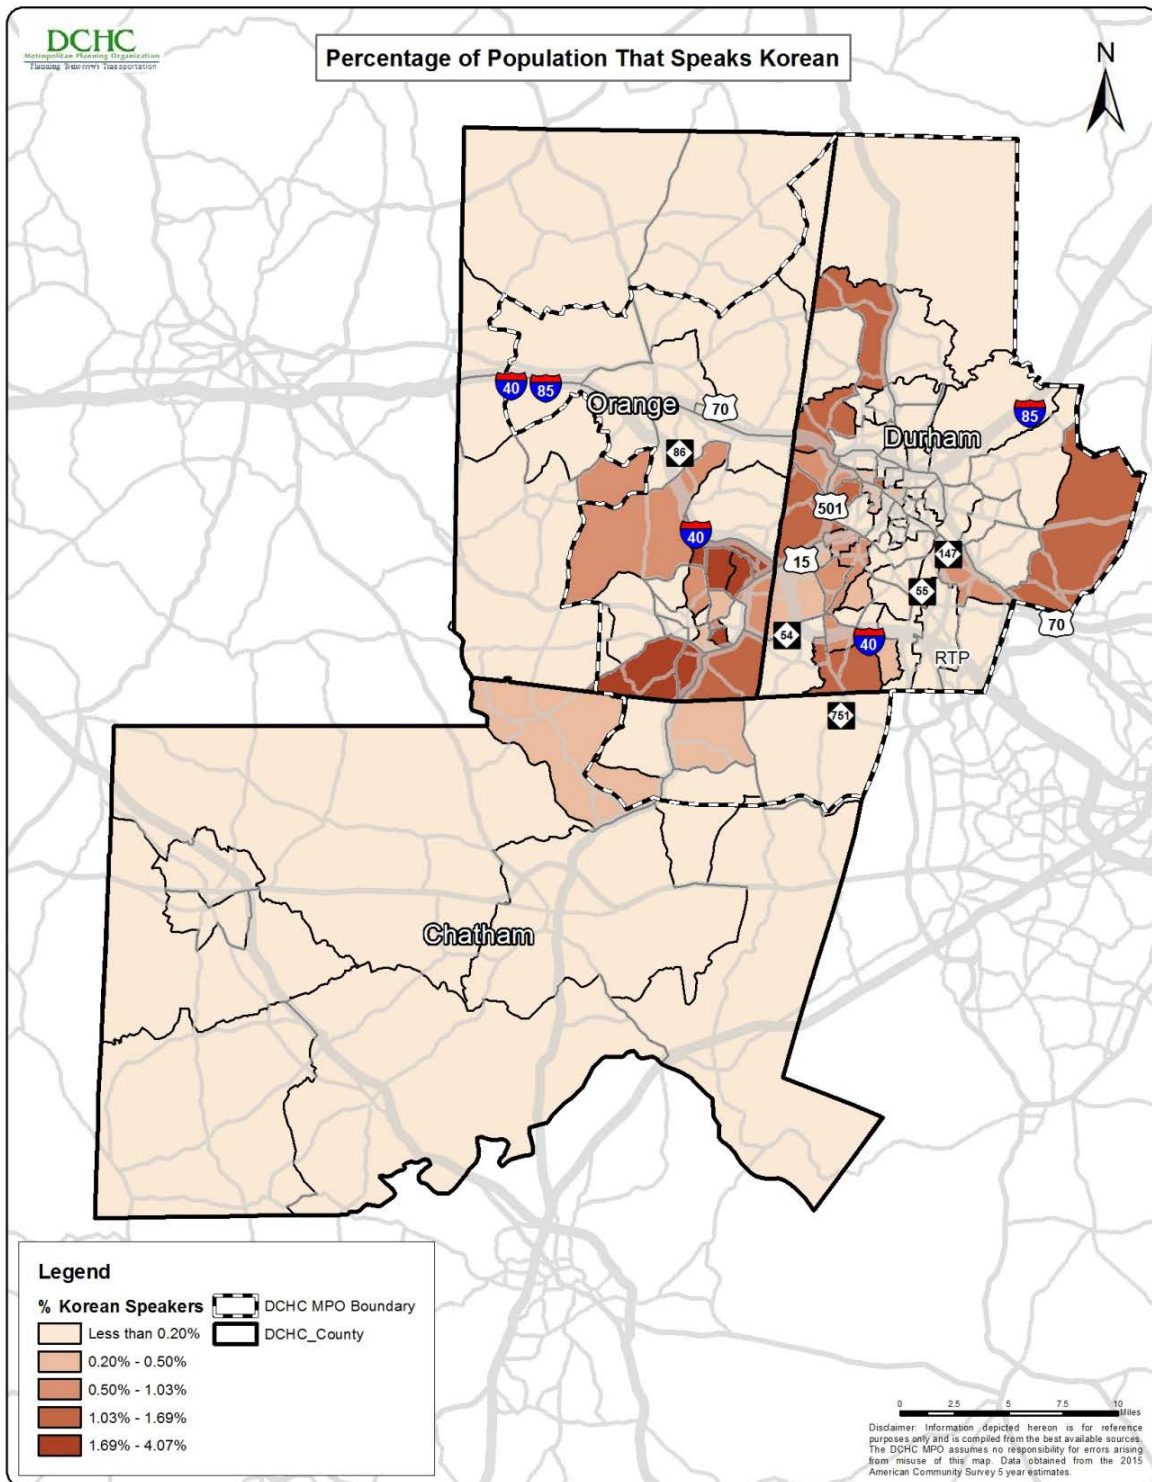 DCHC
Metropolitan Planning Organization
Planning Tomorrow's Transportation
Percentage of Population That Speaks Korean
N
40
85
Orange
70
86
85
Durham
501
40
15
147
55
70
54
40
RTP
751
Chatham
Legend
% Korean Speakers
Less than 0.20%
0.20% - 0.50%
0.50% - 1.03%
1.03% - 1.69%
1.69% - 4.07%
DCHC MPO Boundary
DCHC_County
0 2.5 5 7.5 10
Miles
Disclaimer: Information depicted hereon is for reference
purposes only and is compiled from the best available sources.
The DCHC MPO assumes no responsibility for errors arising
from misuse of this map. Data obtained from the 2015
American Community Survey 5 year estimates.